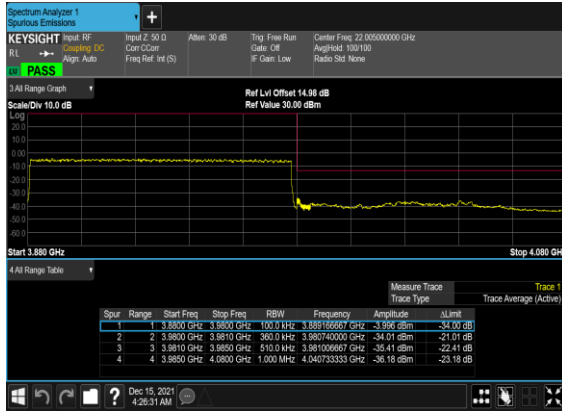 Spectrum Analyzer 1
Spurious Emissions
+
KEYSIGHT Input: RF Input Z: 50 Ω Atten: 30 dB Trig: Free Run Center Freq: 22.005000000 GHz
RL Coupling: DC Corr CCorr Gate: Off Avg|Hold: 100/100
Align: Auto Freq Ref: Int (S) IF Gain: Low Radio Std: None
LW PASS
3 All Range Graph Ref Lvl Offset 14.98 dB
Scale/Div 10.0 dB Ref Value 30.00 dBm
Log
20.0
10.0
0.00
-10.0
-20.0
-30.0
-40.0
-50.0
-60.0
Start 3.880 GHz Stop 4.080 GHz
4 All Range Table
Measure Trace Trace 1
Trace Type Trace Average (Active)
Spur Range Start Freq Stop Freq RBW Frequency Amplitude ΔLimit
1 1 3.8800 GHz 3.9800 GHz 100.0 kHz 3.889166667 GHz -3.996 dBm -34.00 dB
2 2 3.9800 GHz 3.9810 GHz 360.0 kHz 3.980740000 GHz -34.01 dBm -21.01 dB
3 3 3.9810 GHz 3.9850 GHz 510.0 kHz 3.981006667 GHz -35.41 dBm -22.41 dB
4 4 3.9850 GHz 4.0800 GHz 1.000 MHz 4.040733333 GHz -36.18 dBm -23.18 dB
? Dec 15, 2021
4:26:31 AM